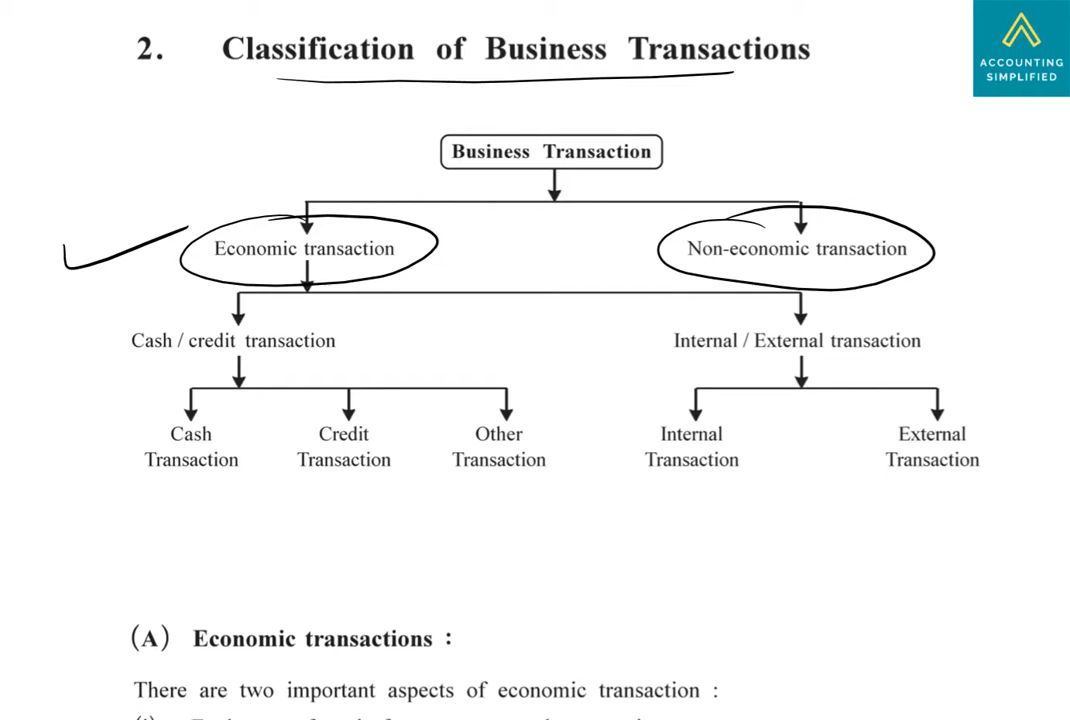 2. Classification of Business Transactions
ACCOUNTING
SIMPLIFIED
Business Transaction
Economic transaction
Non-economic transaction
Cash / credit transaction
Internal / External transaction
Cash
Transaction
Credit
Transaction
Other
Transaction
Internal
Transaction
External
Transaction
(A) Economic transactions :
There are two important aspects of economic transaction :